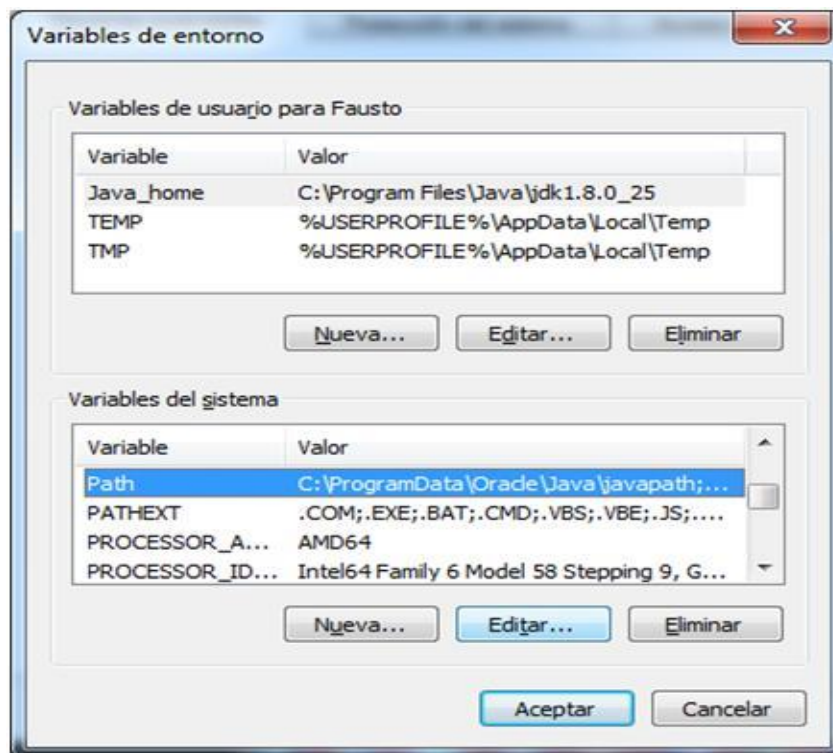 Variables de entorno
Variables de usuario para Fausto
Variable Valor
Java_home C:\Program Files\Java\jdk1.8.0_25
TEMP %USERPROFILE%\AppData\Local\Temp
TMP %USERPROFILE%\AppData\Local\Temp
Nueva... Editar... Eliminar
Variables del sistema
Variable Valor
Path C:\ProgramData\Oracle\Java\javapath;...
PATHEXT .COM;.EXE;.BAT;.CMD;.VBS;.VBE;.JS;....
PROCESSOR_A... AMD64
PROCESSOR_ID... Intel64 Family 6 Model 58 Stepping 9, G...
Nueva... Editar... Eliminar
Aceptar Cancelar